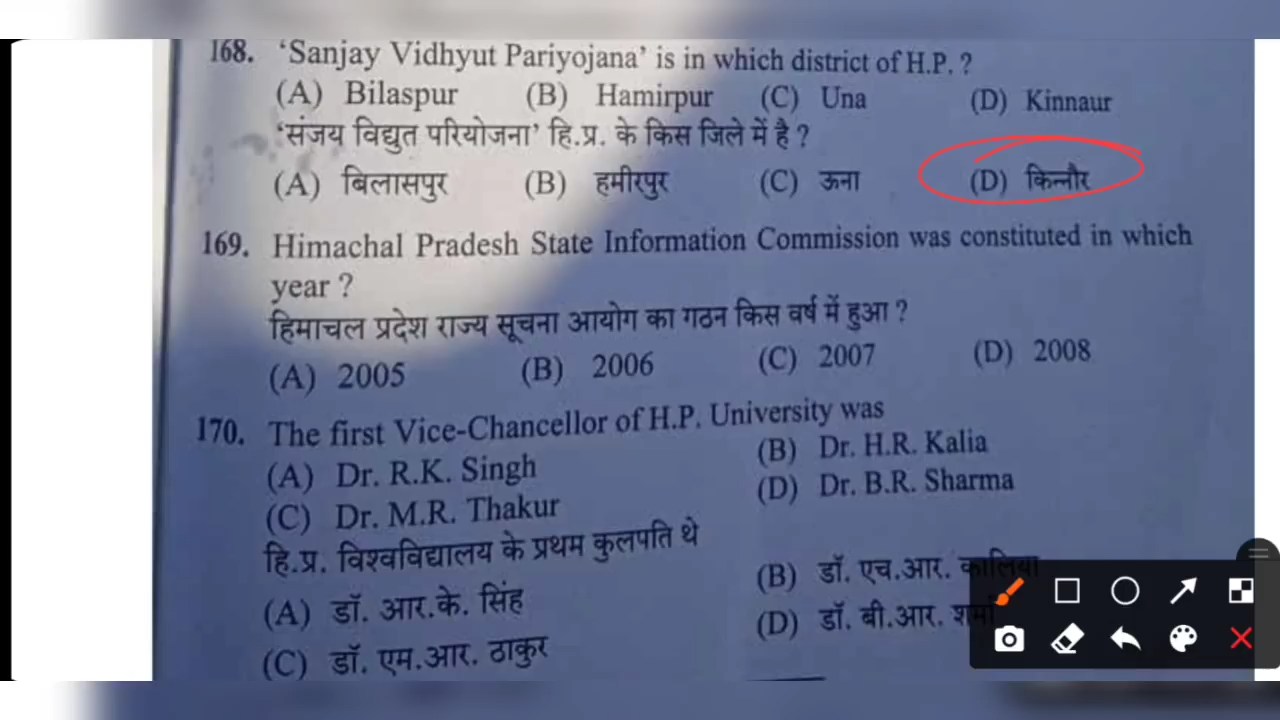 168. 'Sanjay Vidhyut Pariyojana' is in which district of H.P. ?
(A) Bilaspur (B) Hamirpur (C) Una (D) Kinnaur
'संजय विद्युत परियोजना' हि.प्र. के किस जिले में है ?
(A) बिलासपुर (B) हमीरपुर (C) ऊना (D) किन्नौर
169. Himachal Pradesh State Information Commission was constituted in which
year ?
हिमाचल प्रदेश राज्य सूचना आयोग का गठन किस वर्ष में हुआ ?
(A) 2005 (B) 2006 (C) 2007 (D) 2008
170. The first Vice-Chancellor of H.P. University was
(A) Dr. R.K. Singh (B) Dr. H.R. Kalia
(C) Dr. M.R. Thakur (D) Dr. B.R. Sharma
हि.प्र. विश्वविद्यालय के प्रथम कुलपति थे
(A) डॉ. आर.के. सिंह (B) डॉ. एच.आर. कालिया
(C) डॉ. एम.आर. ठाकुर (D) डॉ. बी.आर. शर्मा